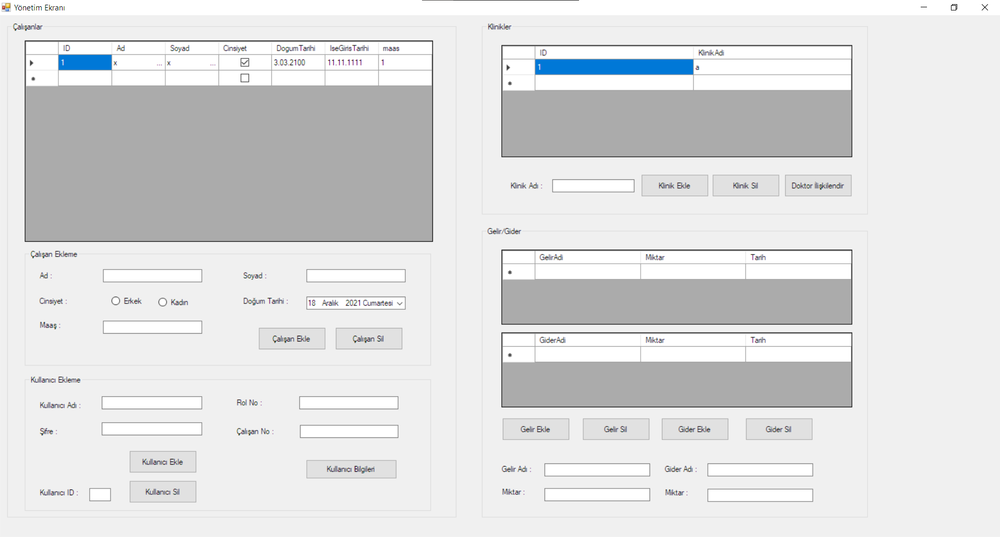 Yönetim Ekranı
Çalışanlar
ID Ad Soyad Cinsiyet DogumTarihi IseGirisTarihi maas
1 x ... x ... 3.03.2100 11.11.1111 1
Çalışan Ekleme
Ad : Soyad :
Cinsiyet : Erkek Kadın Doğum Tarihi : 18 Aralık 2021 Cumartesi
Maaş :
Çalışan Ekle Çalışan Sil
Kullanıcı Ekleme
Kullanıcı Adı : Rol No :
Şifre : Çalışan No :
Kullanıcı Ekle
Kullanıcı Bilgileri
Kullanıcı ID : Kullanıcı Sil
Klinikler
ID KlinikAdi
1 a
Klinik Adı : Klinik Ekle Klinik Sil Doktor İlişkilendir
Gelir/Gider
GelirAdi Miktar Tarih
GiderAdi Miktar Tarih
Gelir Ekle Gelir Sil Gider Ekle Gider Sil
Gelir Adı : Gider Adı :
Miktar : Miktar :